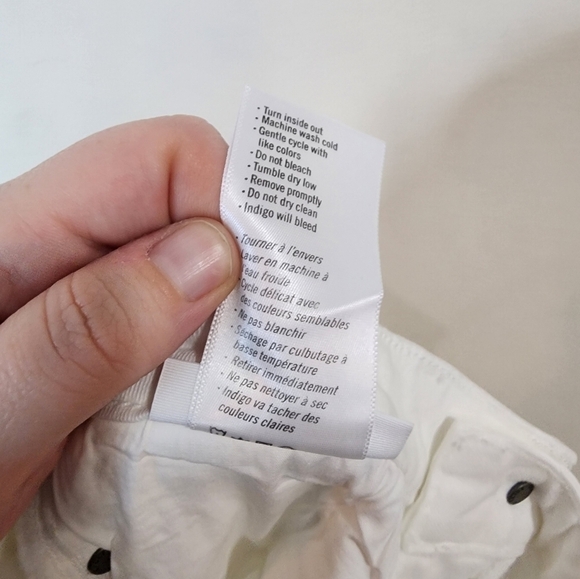 • Turn inside out
• Machine wash cold
• Gentle cycle with
like colors
• Do not bleach
• Tumble dry low
• Remove promptly
• Do not dry clean
• Indigo will bleed
• Tourner à l'envers
Laver en machine à
l'eau froide
Cycle délicat avec
des couleurs semblables
• Ne pas blanchir
• Séchage par culbutage à
basse température
• Retirer immédiatement
• Ne pas nettoyer à sec
• Indigo va tacher des
couleurs claires